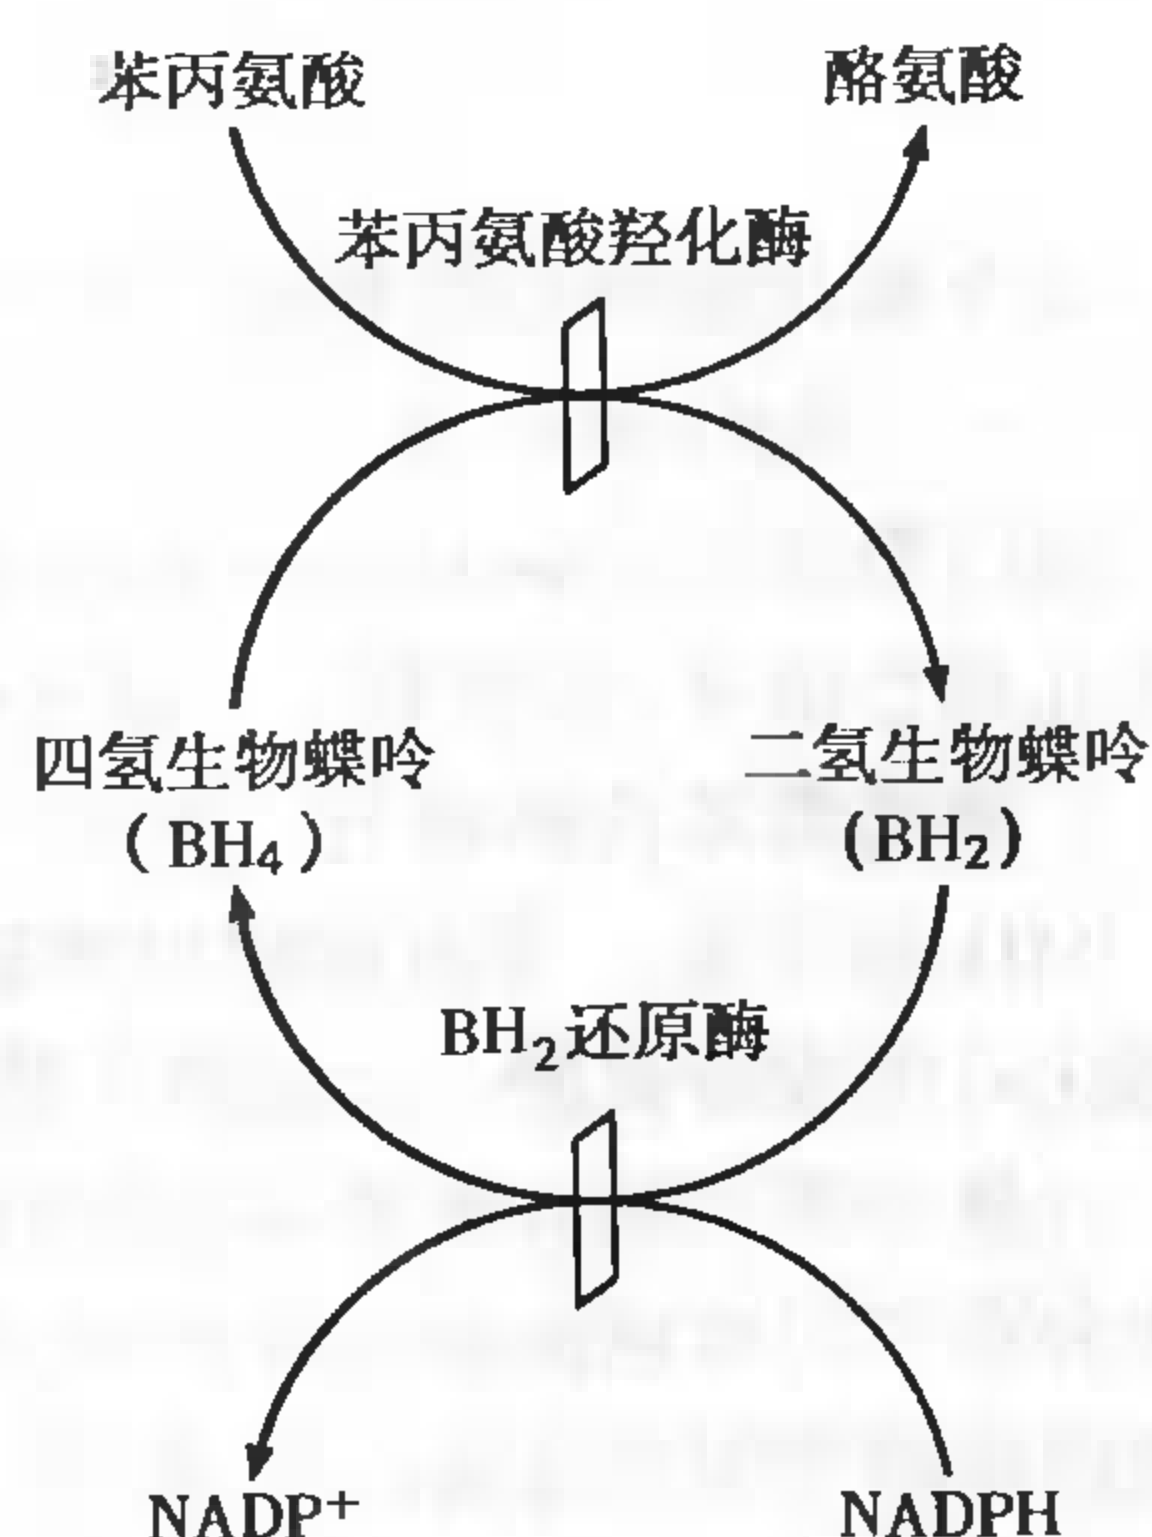 苯丙氨酸
酪氨酸
苯丙氨酸羟化酶
四氢生物蝶呤
(BH₄)
二氢生物蝶呤
(BH₂)
BH₂还原酶
NADP⁺
NADPH